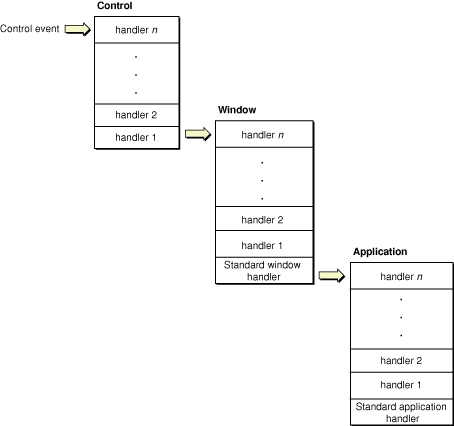 Control
Control event
handler n
.
.
.
handler 2
handler 1
Window
handler n
.
.
.
handler 2
handler 1
Standard window
handler
Application
handler n
.
.
.
handler 2
handler 1
Standard application
handler